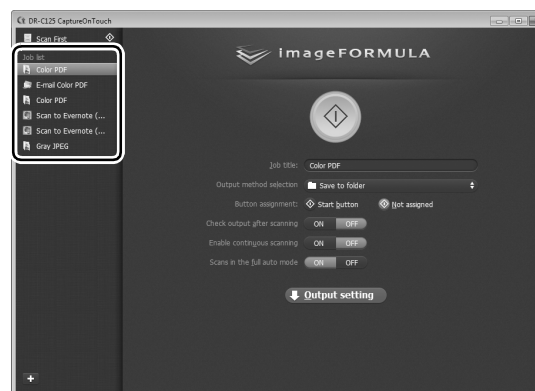 Ct DR-C125 CaptureOnTouch
Scan First
Job list
Color PDF
E-mail Color PDF
Color PDF
Scan to Evernote (...
Scan to Evernote (...
Gray JPEG
imageFORMULA
Job title: Color PDF
Output method selection Save to folder
Button assignment: Start button Not assigned
Check output after scanning ON OFF
Enable continuous scanning ON OFF
Scans in the full auto mode ON OFF
Output setting